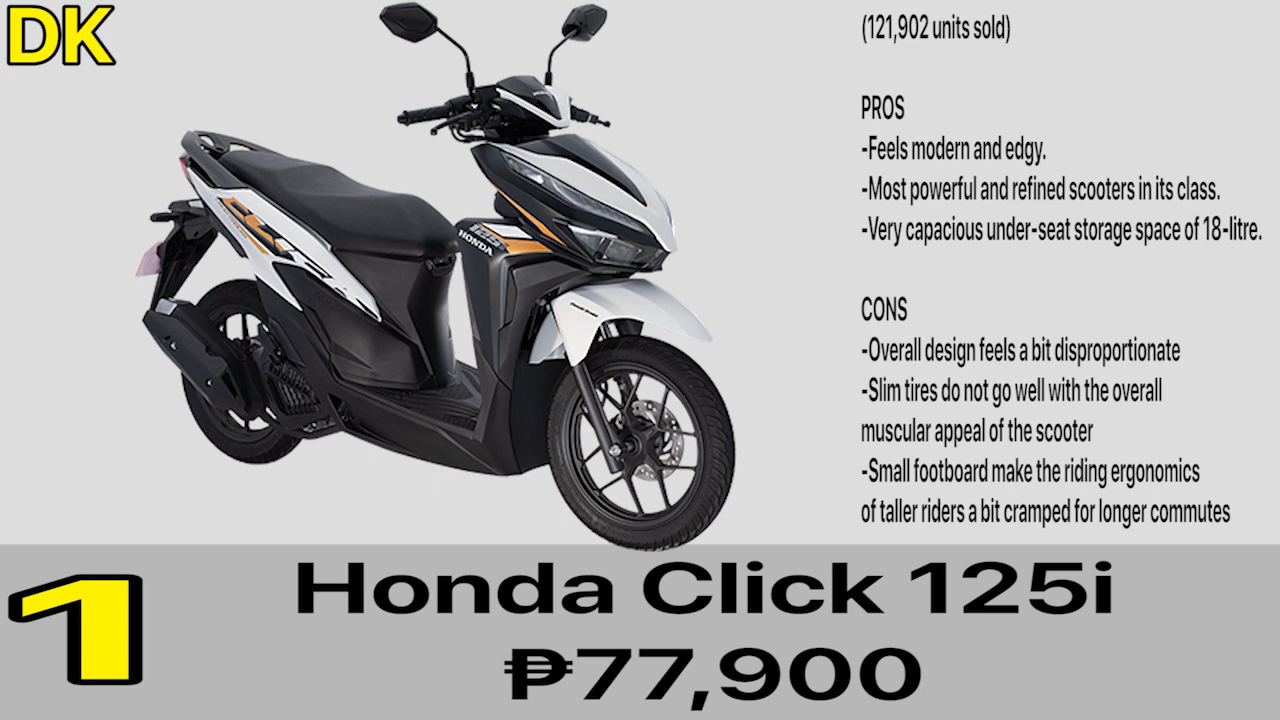 DK
(121,902 units sold)
PROS
-Feels modern and edgy.
-Most powerful and refined scooters in its class.
-Very capacious under-seat storage space of 18-litre.
CONS
-Overall design feels a bit disproportionate
-Slim tires do not go well with the overall
muscular appeal of the scooter
-Small footboard make the riding ergonomics
of taller riders a bit cramped for longer commutes
125i
HONDA
1
Honda Click 125i
₱77,900